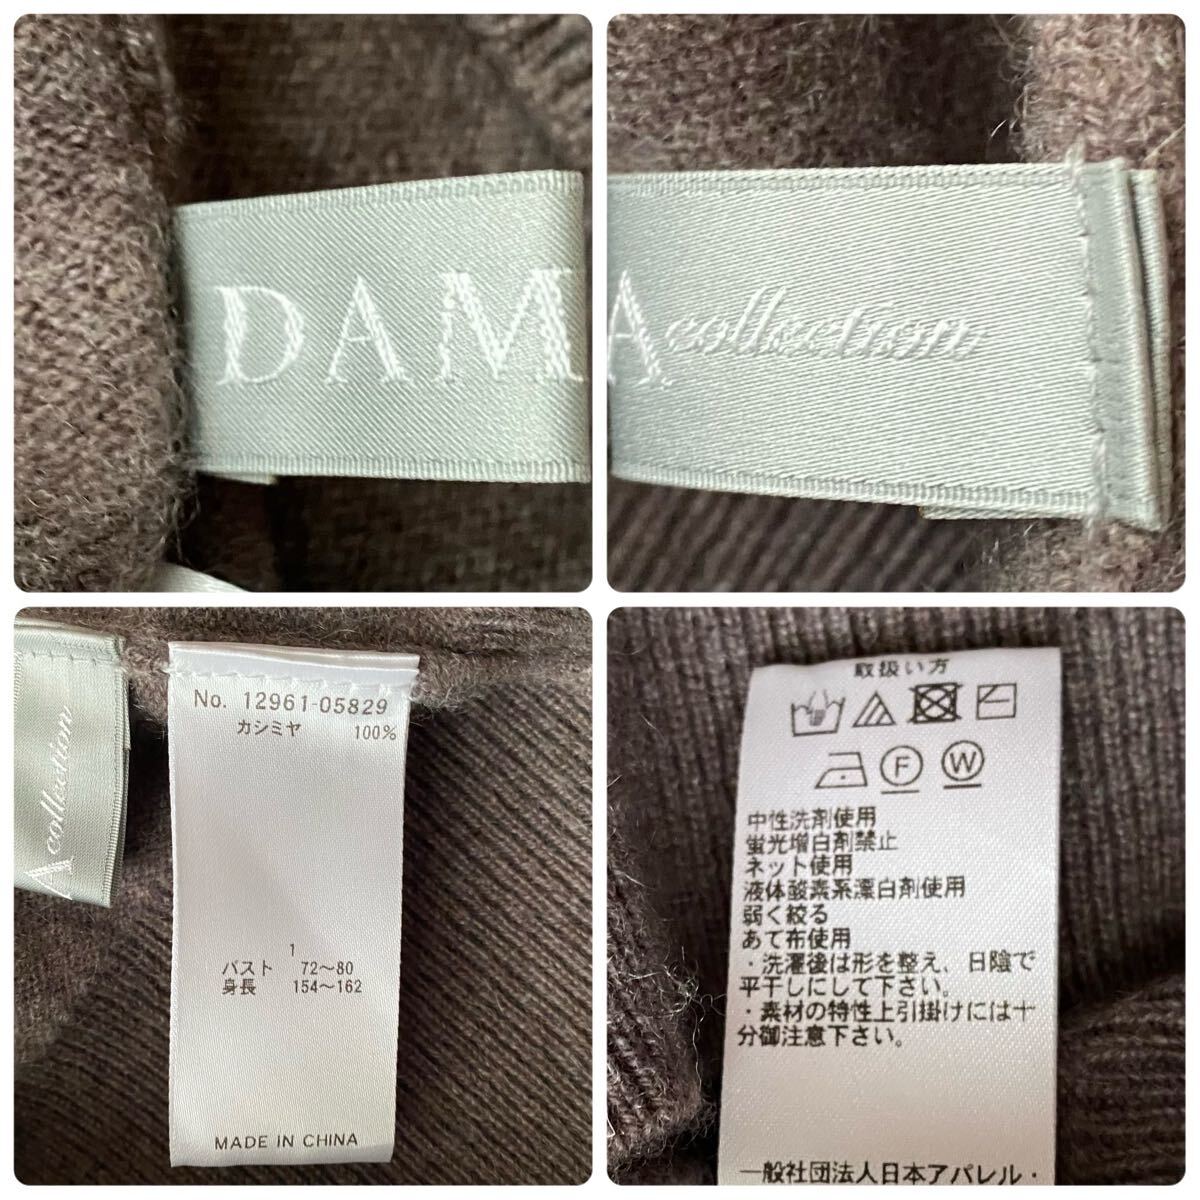 DAM
A collection
A collection
No. 12961-05829
カシミヤ 100%
1
バスト 72～80
身長 154～162
MADE IN CHINA
取扱い方
F W
中性洗剤使用
蛍光増白剤禁止
ネット使用
液体酸素系漂白剤使用
弱く絞る
あて布使用
・洗濯後は形を整え、日陰で
平干しにして下さい。
・素材の特性上引掛けには十
分御注意下さい。
一般社団法人日本アパレル・